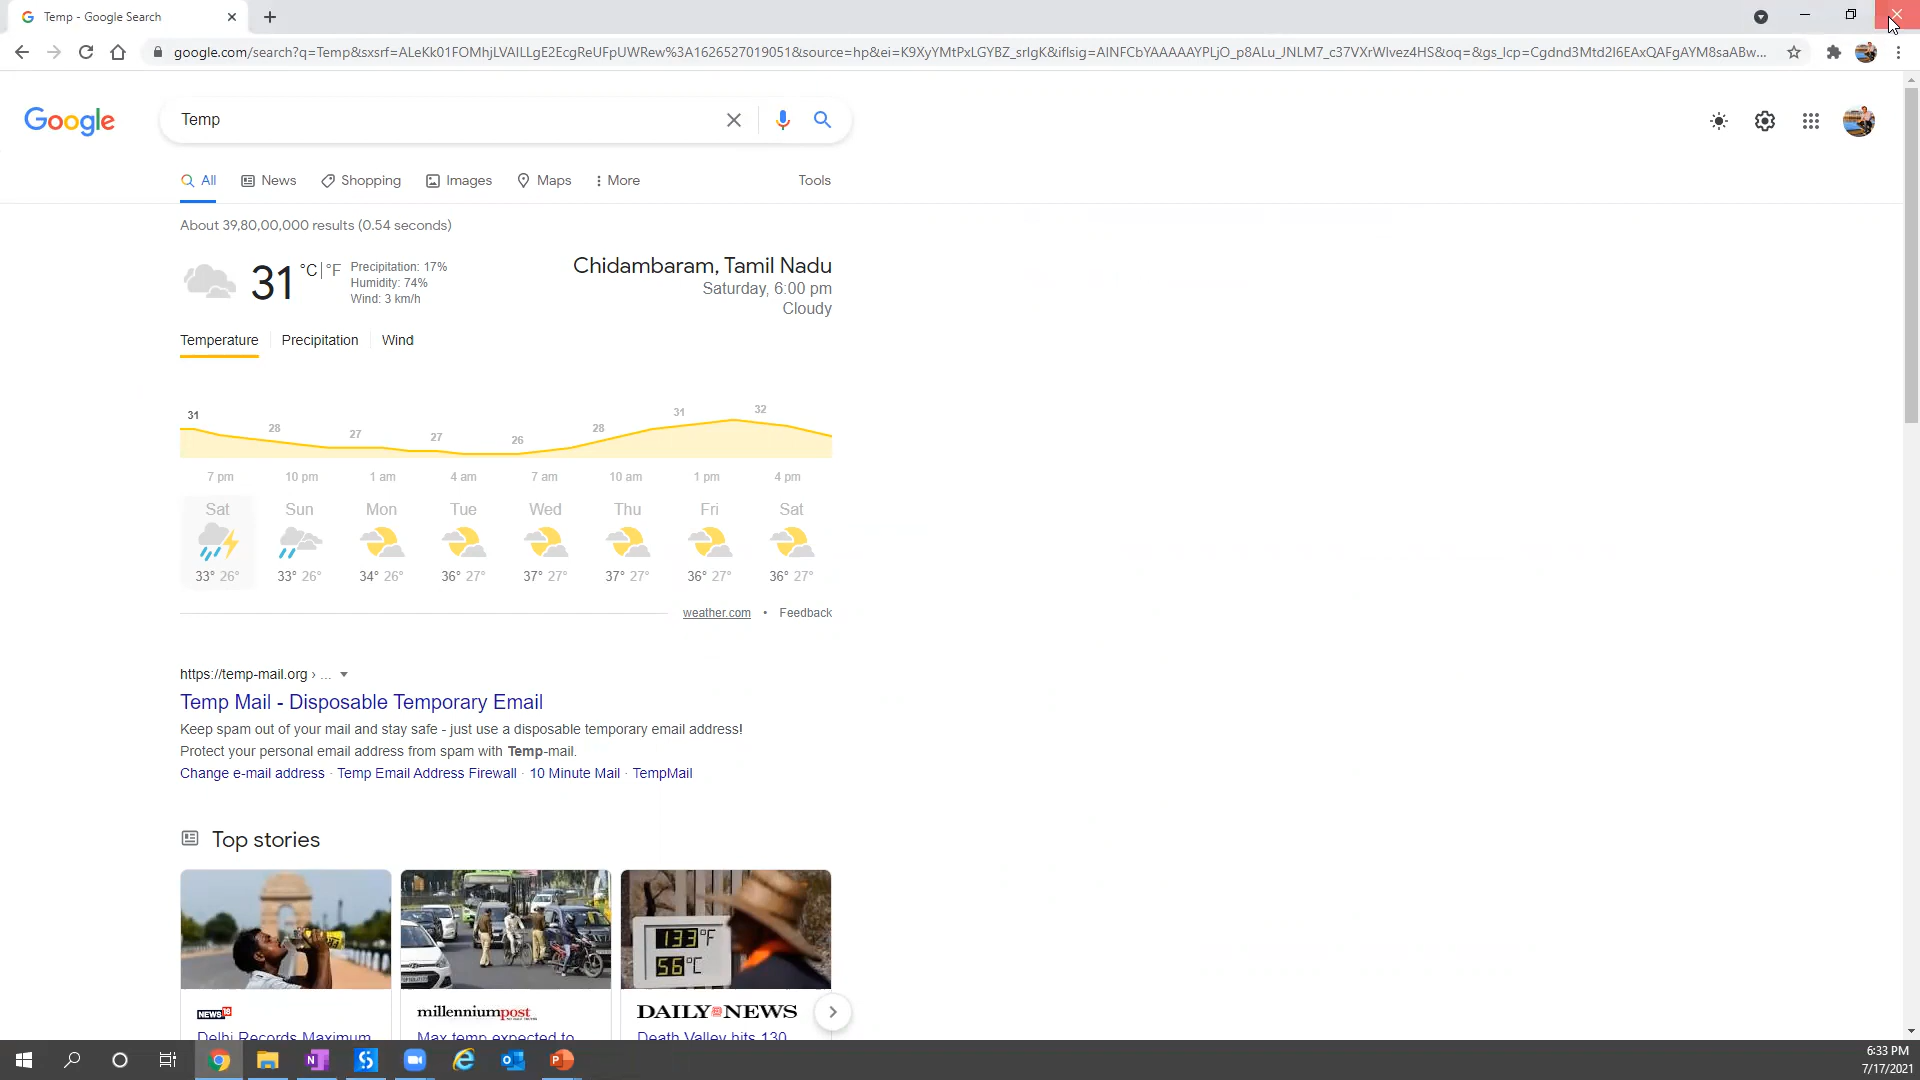 Temp - Google Search
google.com/search?q=Temp&sxsrf=ALeKk01FOMhjLVAILLgE2EcgReUFpUWRew%3A1626527019051&source=hp&ei=K9XyYMtPxLGYBZ_srIgK&iflsig=AINFCbYAAAAAYPLjO_p8ALu_JNLM7_c37VXrWIvez4HS&oq=&gs_lcp=Cgdnd3Mtd2l6EAxQAFgAYM8saABw...
Google
Temp
All News Shopping Images Maps More Tools
About 39,80,00,000 results (0.54 seconds)
31 °C | °F
Precipitation: 17%
Humidity: 74%
Wind: 3 km/h
Chidambaram, Tamil Nadu
Saturday, 6:00 pm
Cloudy
Temperature Precipitation Wind
31 28 27 27 26 28 31 32
7 pm 10 pm 1 am 4 am 7 am 10 am 1 pm 4 pm
Sat Sun Mon Tue Wed Thu Fri Sat
33° 26° 33° 26° 34° 26° 36° 27° 37° 27° 37° 27° 36° 27° 36° 27°
weather.com • Feedback
https://temp-mail.org › ...
Temp Mail - Disposable Temporary Email
Keep spam out of your mail and stay safe - just use a disposable temporary email address!
Protect your personal email address from spam with Temp-mail.
Change e-mail address · Temp Email Address Firewall · 10 Minute Mail · TempMail
Top stories
133°F
56°C
NEWS18
millenniumpost
DAILY NEWS
Delhi Records Maximum
Max temp expected to
Death Valley hits 130
6:33 PM
7/17/2021